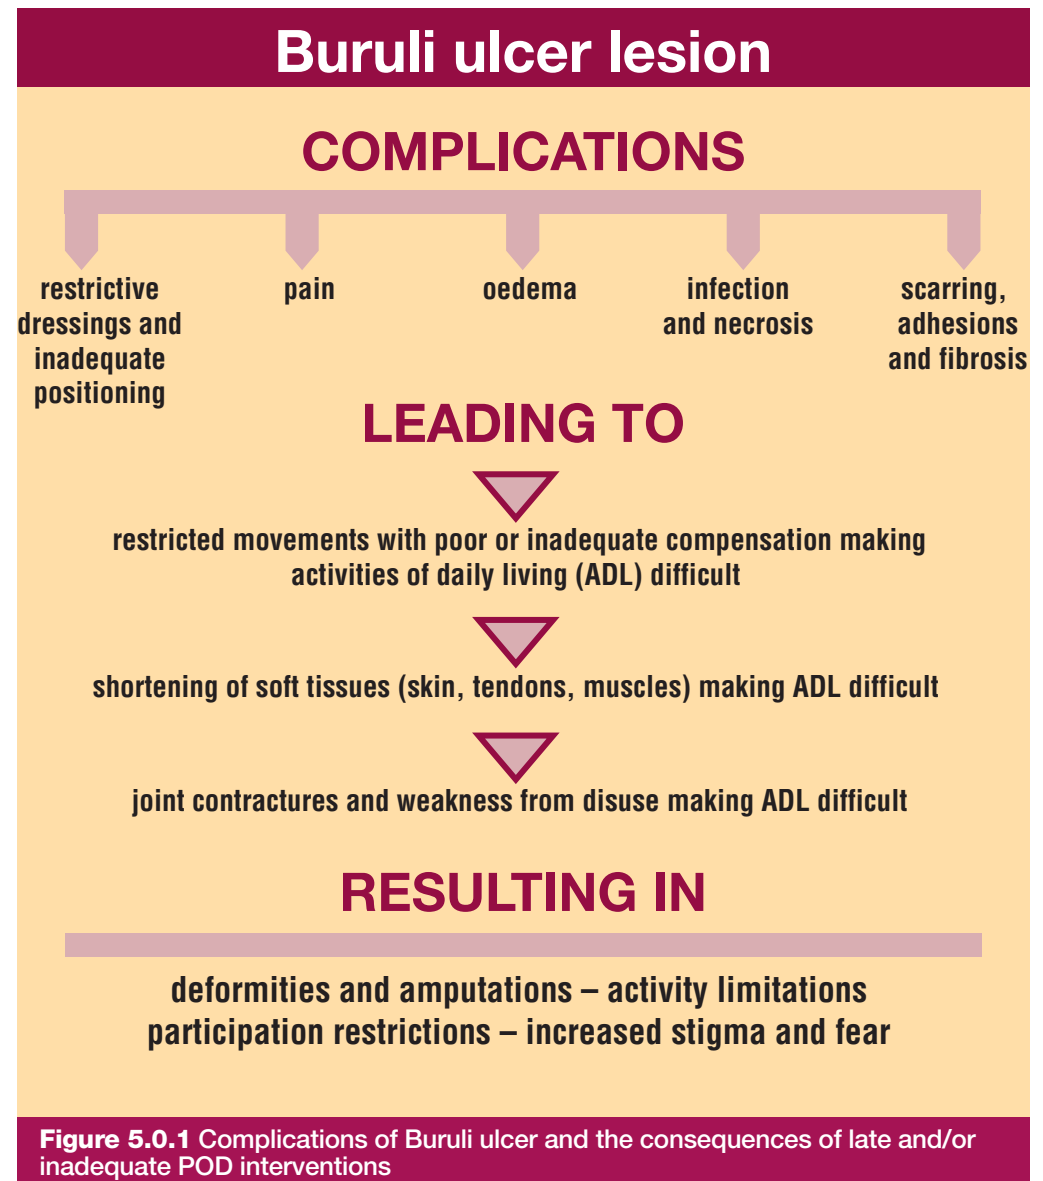 Buruli ulcer lesion
COMPLICATIONS
restrictive
dressings and
inadequate
positioning
pain
oedema
infection
and necrosis
scarring,
adhesions
and fibrosis
LEADING TO
restricted movements with poor or inadequate compensation making
activities of daily living (ADL) difficult
shortening of soft tissues (skin, tendons, muscles) making ADL difficult
joint contractures and weakness from disuse making ADL difficult
RESULTING IN
deformities and amputations – activity limitations
participation restrictions – increased stigma and fear
Figure 5.0.1 Complications of Buruli ulcer and the consequences of late and/or
inadequate POD interventions